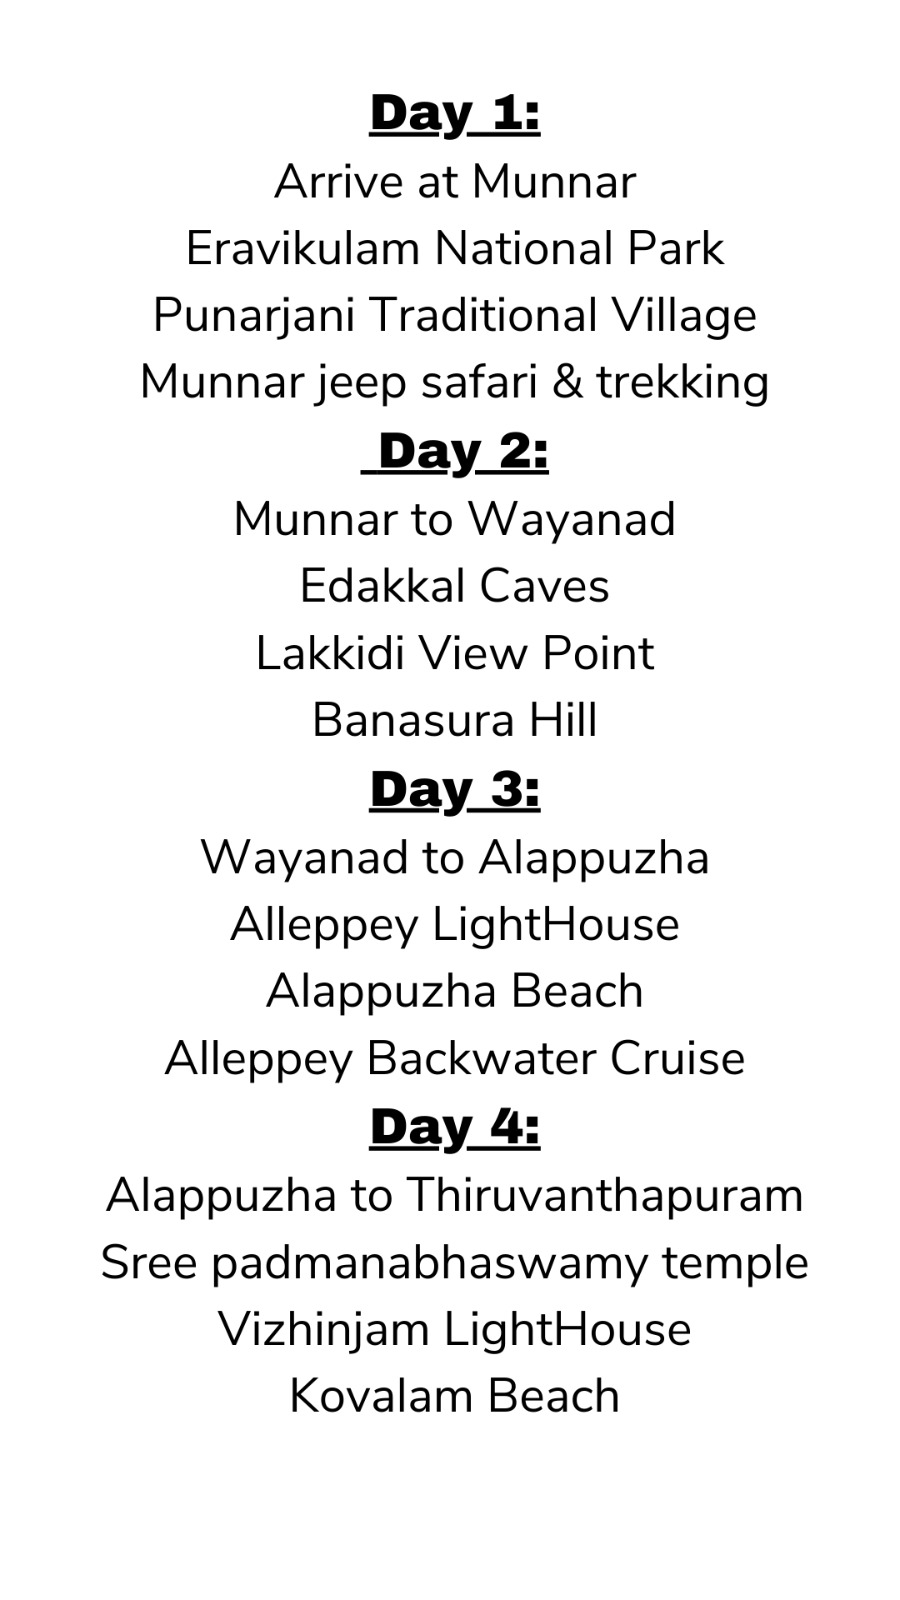 Day 1:
Arrive at Munnar
Eravikulam National Park
Punarjani Traditional Village
Munnar jeep safari & trekking
Day 2:
Munnar to Wayanad
Edakkal Caves
Lakkidi View Point
Banasura Hill
Day 3:
Wayanad to Alappuzha
Alleppey LightHouse
Alappuzha Beach
Alleppey Backwater Cruise
Day 4:
Alappuzha to Thiruvanthapuram
Sree padmanabhaswamy temple
Vizhinjam LightHouse
Kovalam Beach